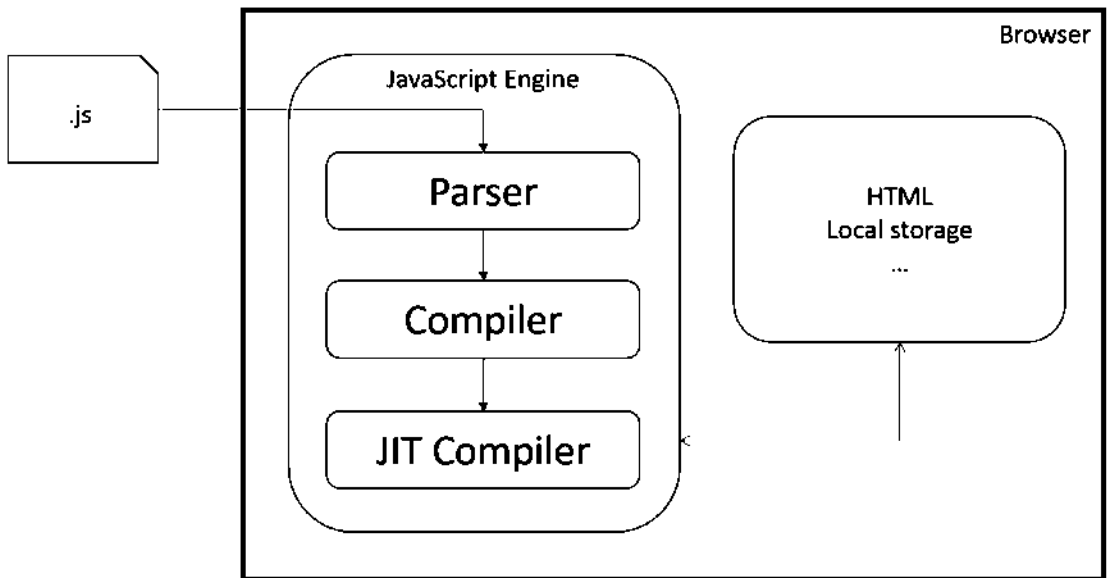 Browser
.js
JavaScript Engine
Parser
Compiler
JIT Compiler
HTML
Local storage
...